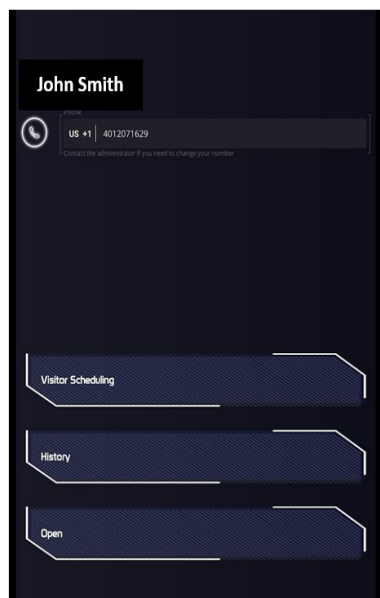 John Smith
Phone
US +1 4012071629
Contact the administrator if you need to change your number
Visitor Scheduling
History
Open